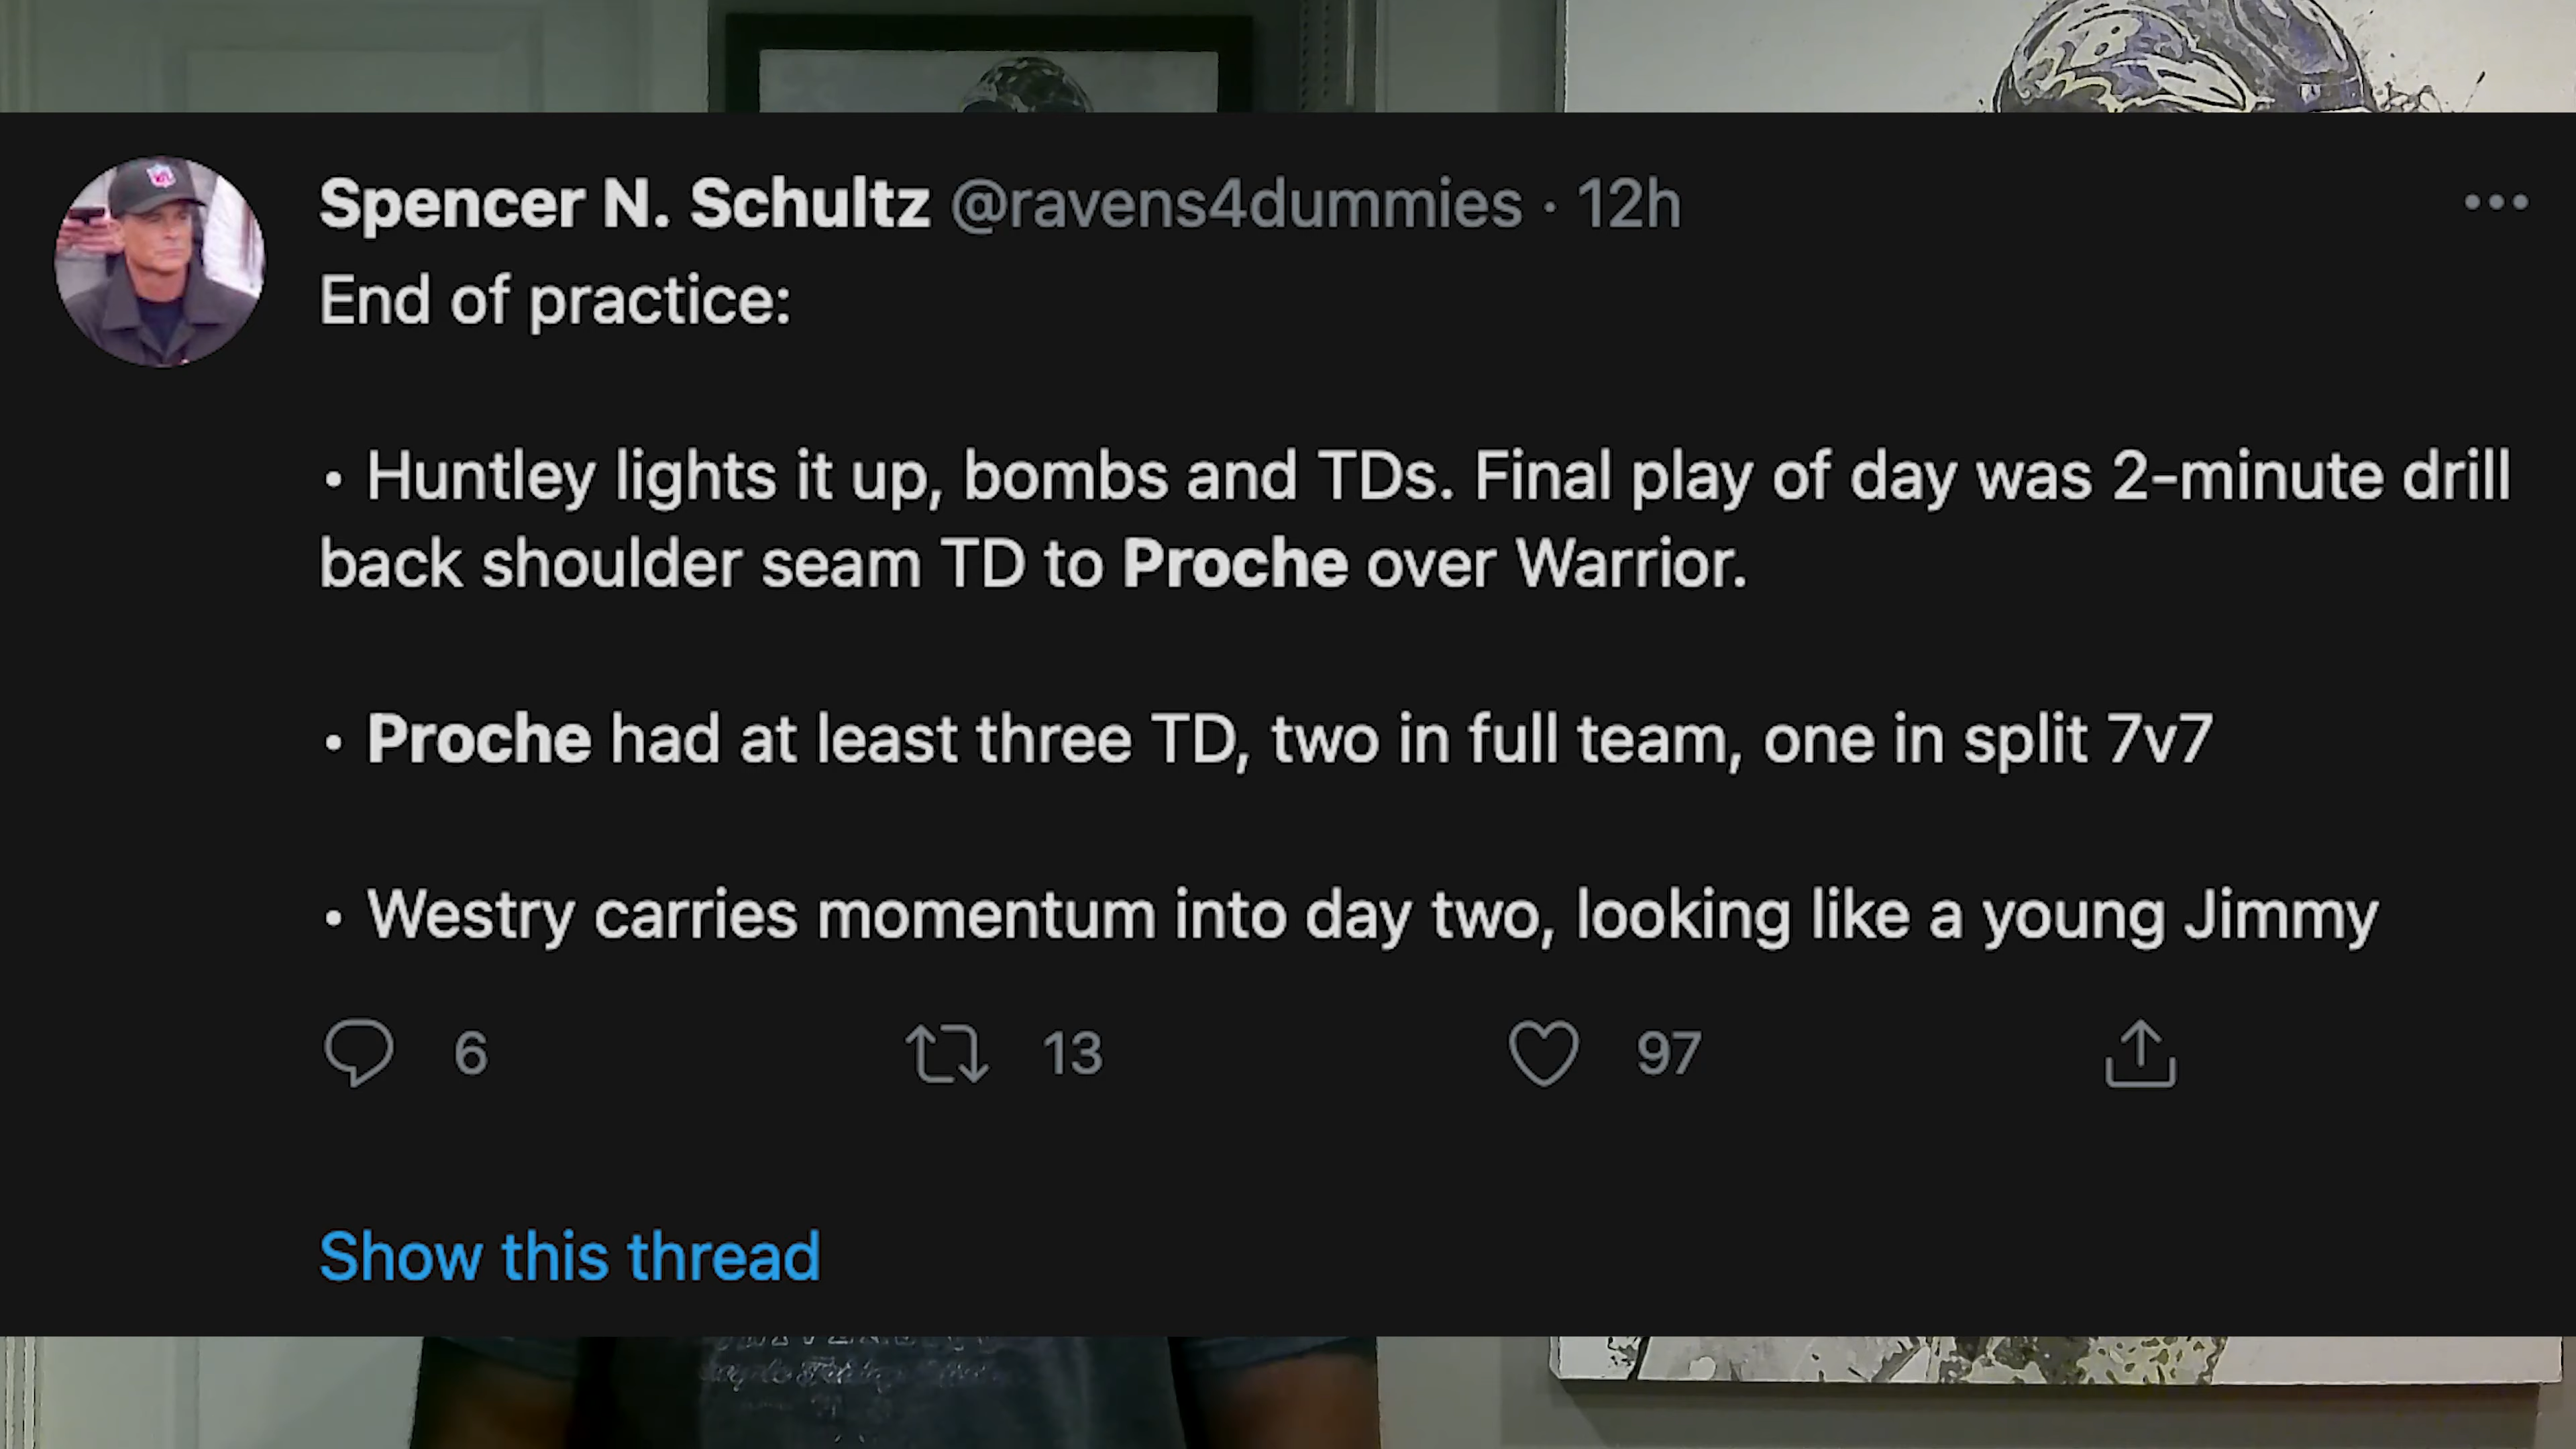 Spencer N. Schultz @ravens4dummies · 12h
End of practice:
• Huntley lights it up, bombs and TDs. Final play of day was 2-minute drill
back shoulder seam TD to Proche over Warrior.
• Proche had at least three TD, two in full team, one in split 7v7
• Westry carries momentum into day two, looking like a young Jimmy
6 13 97
Show this thread